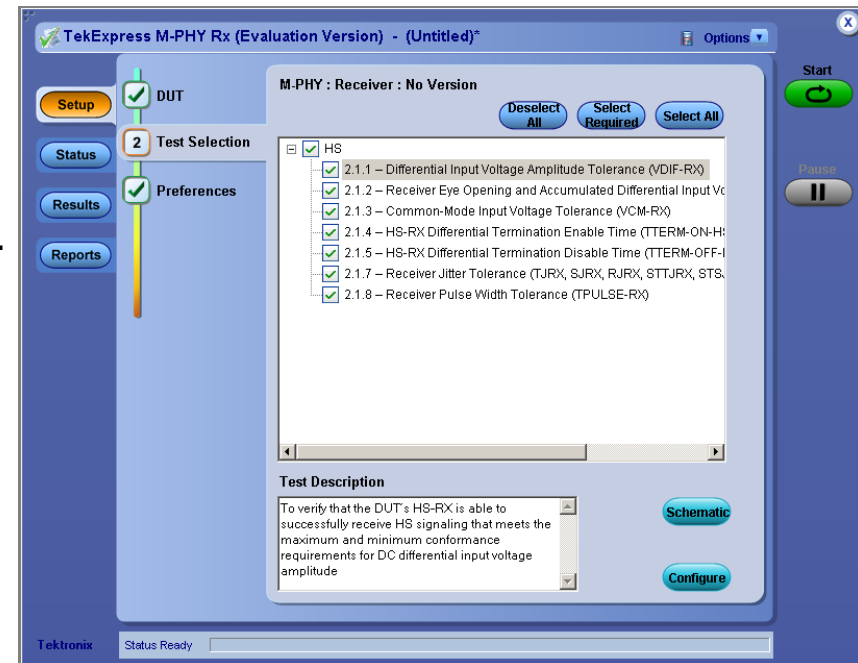 TekExpress M-PHY Rx (Evaluation Version) - (Untitled)*
Options
X
Start
Pause
Setup
Status
Results
Reports
DUT
2 Test Selection
Preferences
M-PHY : Receiver : No Version
Deselect All
Select Required
Select All
HS
2.1.1 – Differential Input Voltage Amplitude Tolerance (VDIF-RX)
2.1.2 – Receiver Eye Opening and Accumulated Differential Input Vo
2.1.3 – Common-Mode Input Voltage Tolerance (VCM-RX)
2.1.4 – HS-RX Differential Termination Enable Time (TTERM-ON-H
2.1.5 – HS-RX Differential Termination Disable Time (TTERM-OFF-
2.1.7 – Receiver Jitter Tolerance (TJRX, SJRX, RJRX, STTJRX, STS
2.1.8 – Receiver Pulse Width Tolerance (TPULSE-RX)
Test Description
To verify that the DUT's HS-RX is able to
successfully receive HS signaling that meets the
maximum and minimum conformance
requirements for DC differential input voltage
amplitude
Schematic
Configure
Tektronix
Status Ready